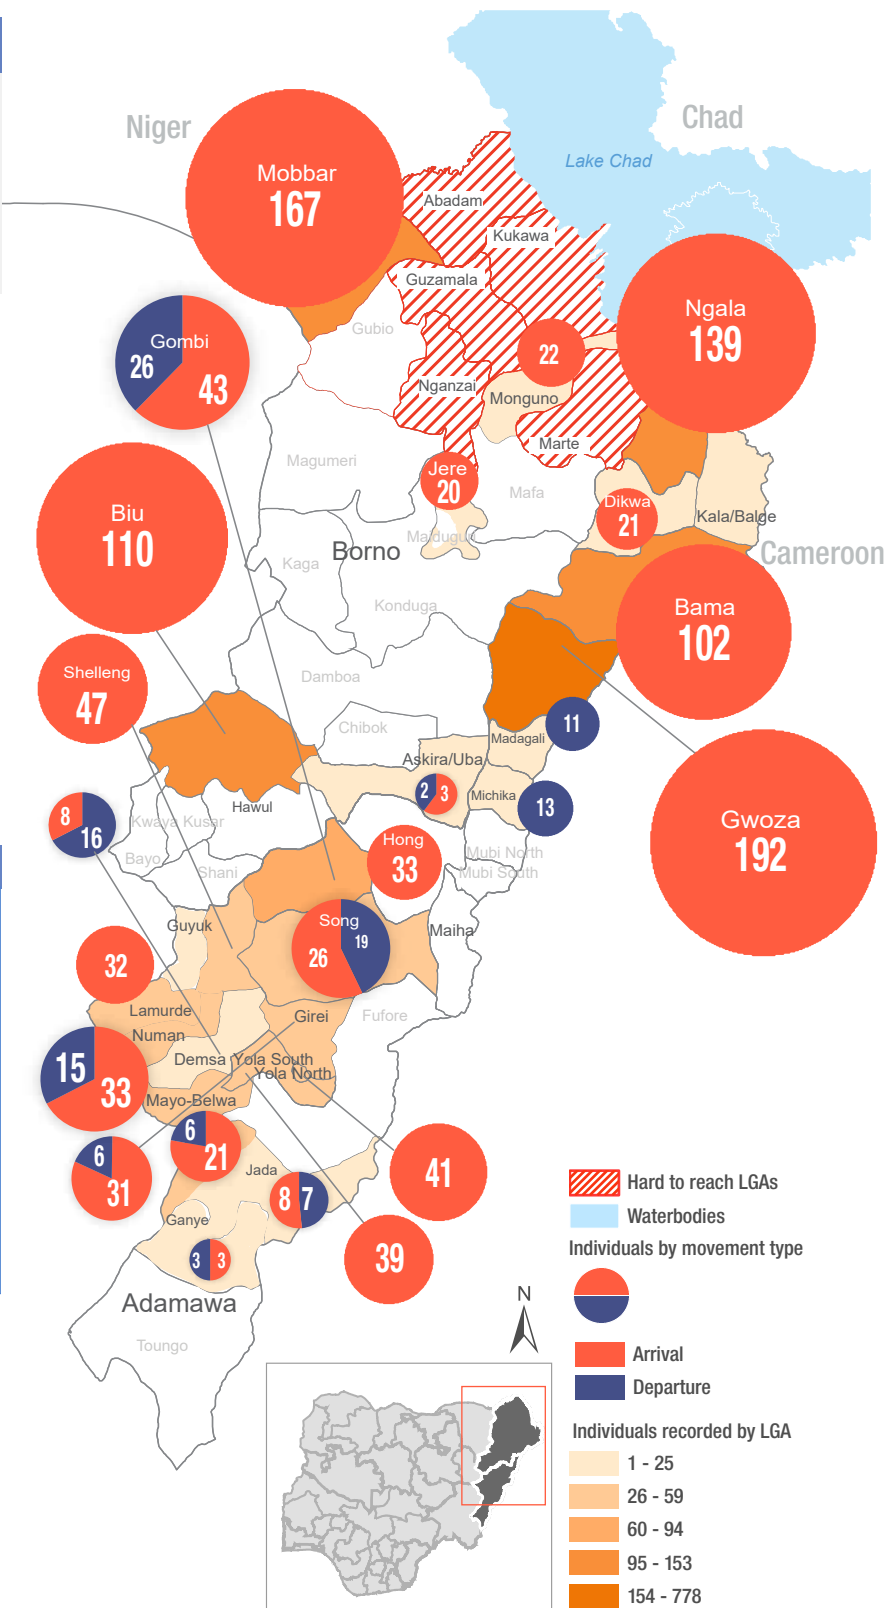 Niger
Chad
Lake Chad
Mobbar
167
Abadam
Kukawa
Guzamala
Ngala
139
Gubio
Gombi
26
43
22
Nganzai
Monguno
Marte
Magumeri
Jere
20
Mafa
Dikwa
21
Kala/Balge
Biu
110
Maiduguri
Borno
Cameroon
Kaga
Konduga
Bama
102
Shelleng
47
Damboa
Chibok
11
Madagali
Askira/Uba
2
3
Michika
13
Gwoza
192
Hawul
8
16
Kwaya Kusar
Bayo
Shani
Hong
33
Mubi North
Mubi South
Guyuk
Song
26
19
Maiha
32
Lamurde
Girei
Fufore
Numan
15
33
Demsa
Yola South
Yola North
Mayo-Belwa
6
21
6
31
Jada
41
8
7
Ganye
3
3
39
Adamawa
Toungo
N
Hard to reach LGAs
Waterbodies
Individuals by movement type
Arrival
Departure
Individuals recorded by LGA
1 - 25
26 - 59
60 - 94
95 - 153
154 - 778